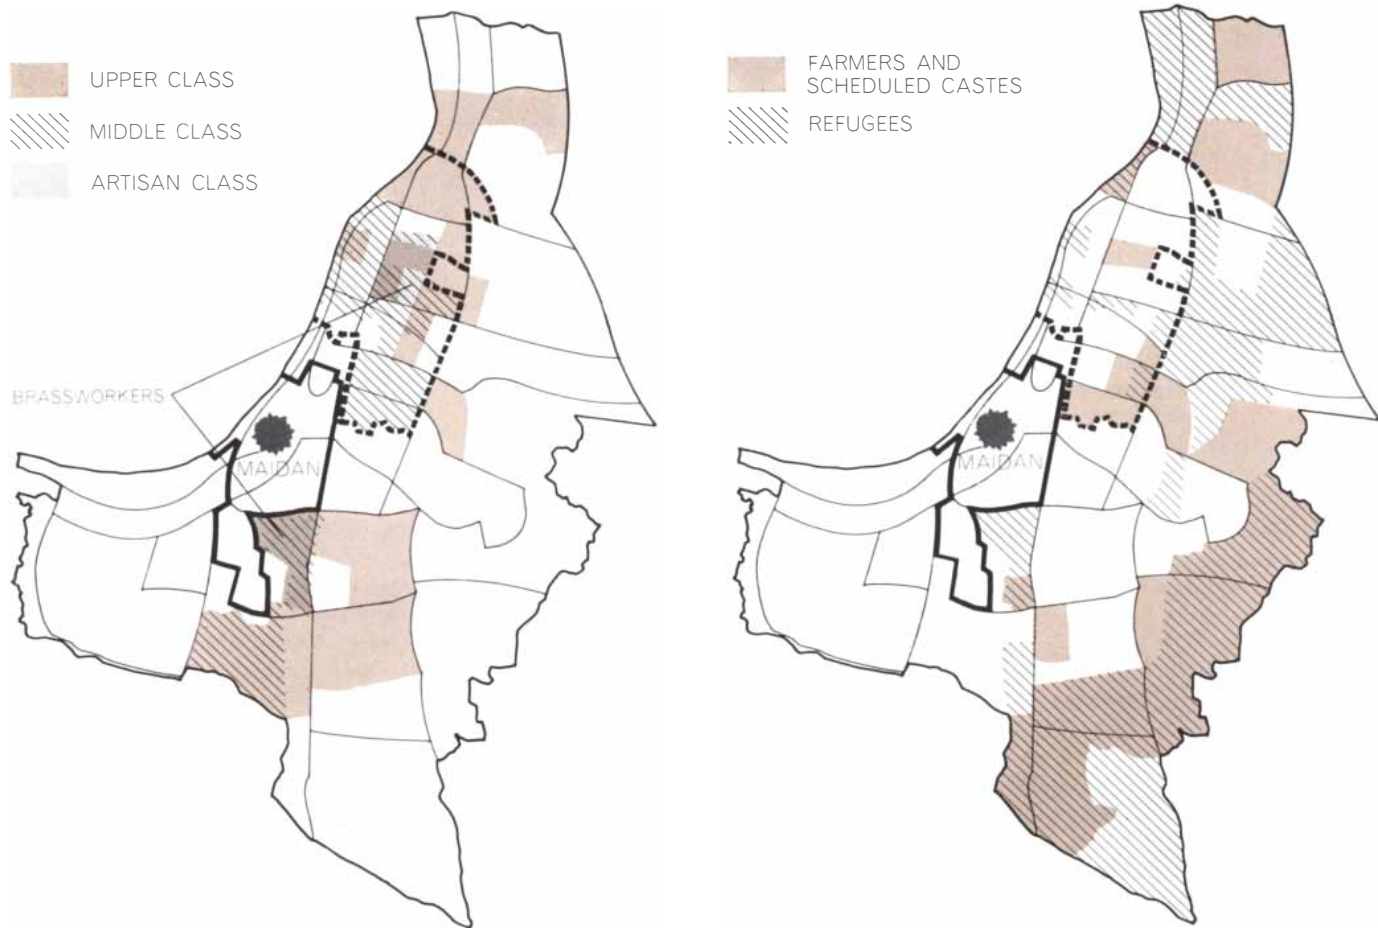 UPPER CLASS
MIDDLE CLASS
ARTISAN CLASS
BRASSWORKERS
MAIDAN
FARMERS AND
SCHEDULED CASTES
REFUGEES
MAIDAN